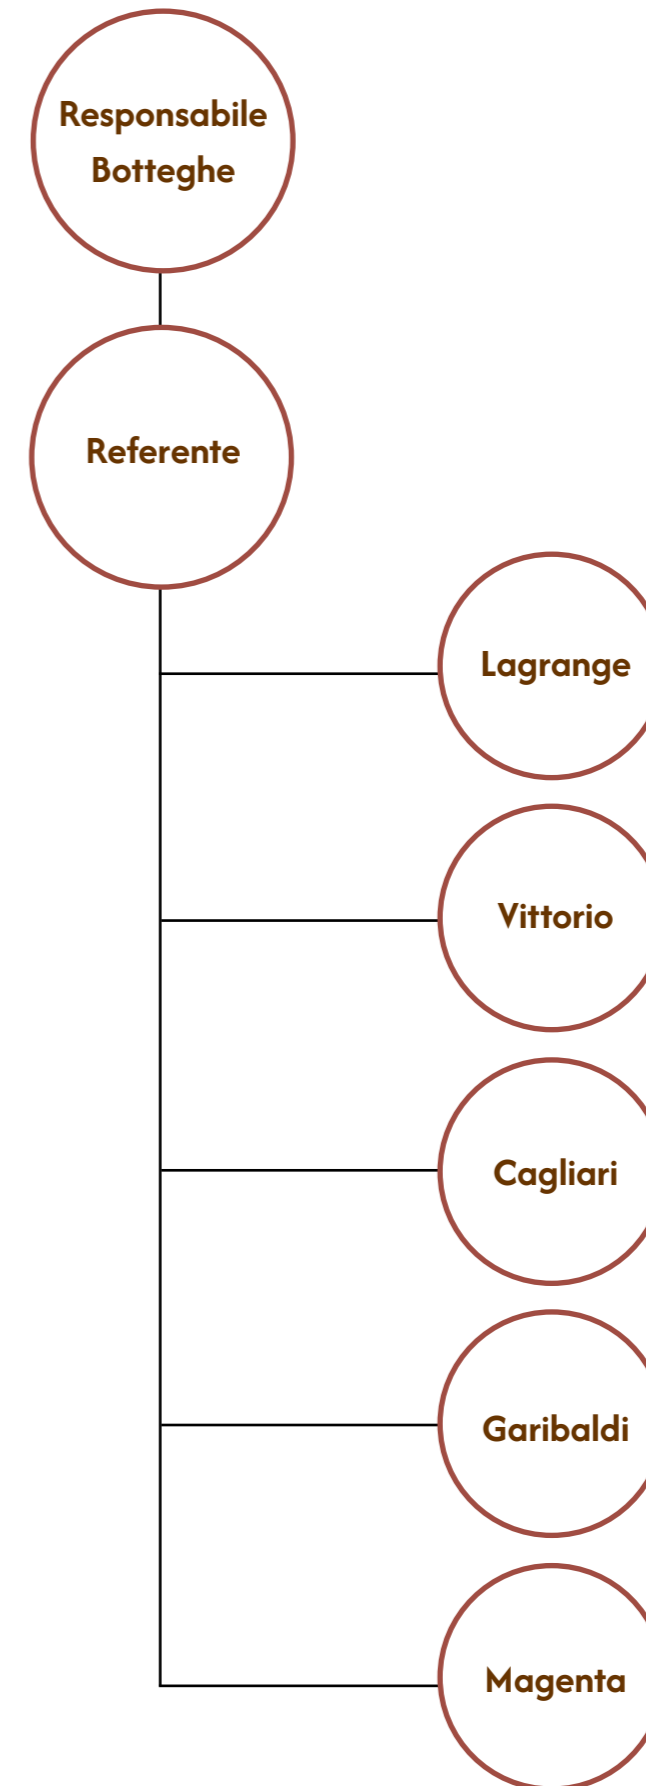 Responsabile
Botteghe
Referente
Lagrange
Vittorio
Cagliari
Garibaldi
Magenta